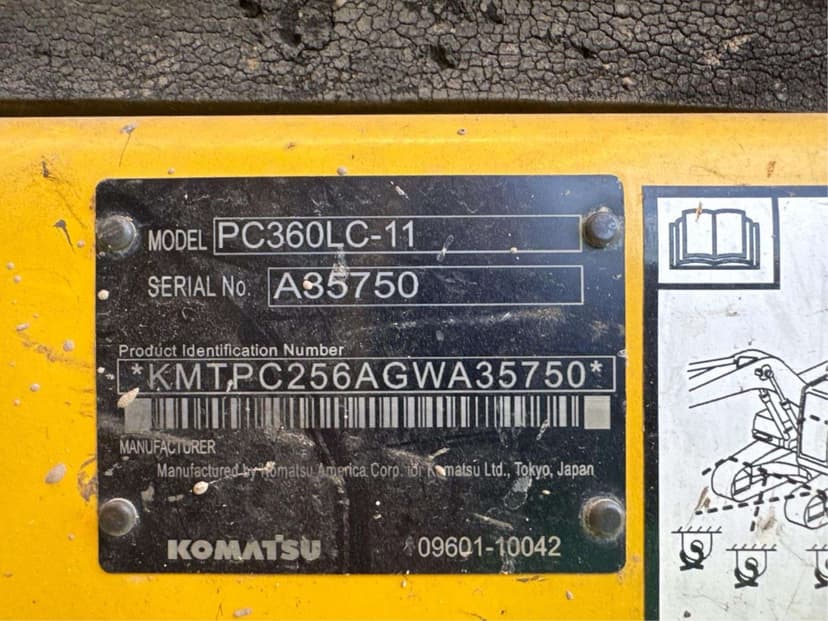 MODEL PC360LC-11
SERIAL No. A35750
Product Identification Number
*KMTPC256AGWA35750*
MANUFACTURER
Manufactured by Komatsu America Corp. for Komatsu Ltd., Tokyo, Japan
KOMATSU 09601-10042